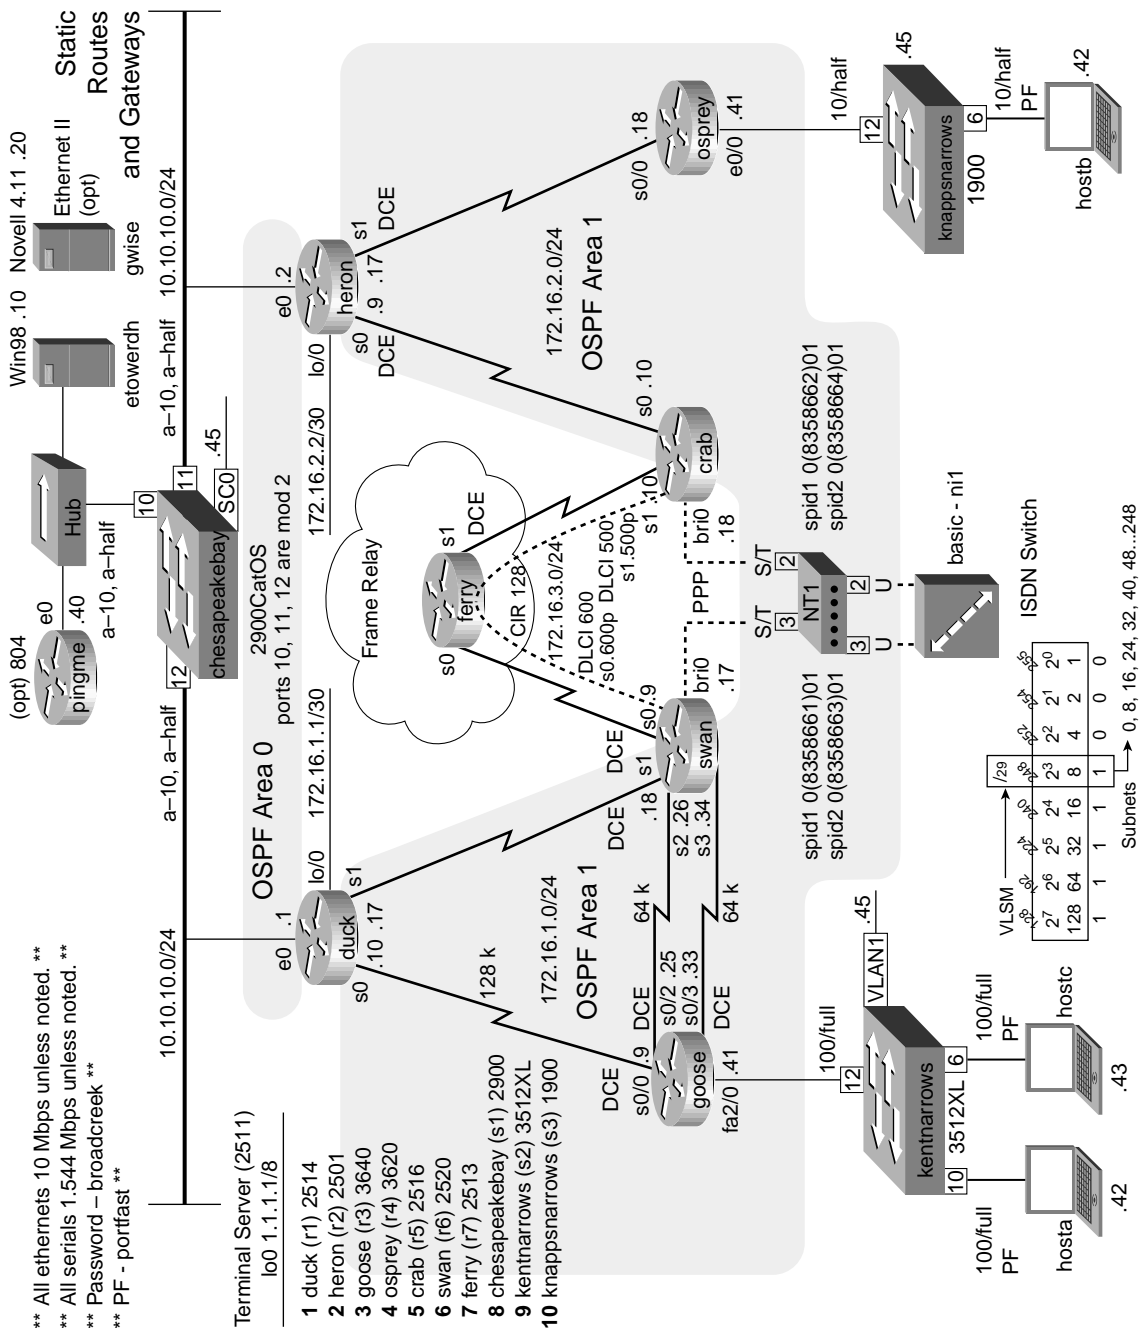 ** All ethernets 10 Mbps unless noted. **
** All serials 1.544 Mbps unless noted. **
** Password – broadcreek **
** PF - portfast **
(opt) 804
pingme
e0
.40
a–10, a–half
Hub
Win98 .10
etowerdh
Novell 4.11 .20
gwise
Ethernet II
(opt)
Static
Routes
and Gateways
10.10.10.0/24
a–10, a–half
12
10
11
chesapeakebay
SC0
.45
a–10, a–half
10.10.10.0/24
2900CatOS
ports 10, 11, 12 are mod 2
OSPF Area 0
Terminal Server (2511)
lo0 1.1.1.1/8
1 duck (r1) 2514
2 heron (r2) 2501
3 goose (r3) 3640
4 osprey (r4) 3620
5 crab (r5) 2516
6 swan (r6) 2520
7 ferry (r7) 2513
8 chesapeakebay (s1) 2900
9 kentnarrows (s2) 3512XL
10 knappsnarrows (s3) 1900
e0 .1
duck
lo/0
172.16.1.1/30
s0
.10
.17
s1
e0 .2
heron
lo/0
172.16.2.2/30
s0
.9
.17
s1
DCE
DCE
Frame Relay
ferry
s0
s1
DCE
CIR 128
172.16.3.0/24
DLCI 600
s0.600p
DLCI 500
s1.500p
128 k
172.16.1.0/24
OSPF Area 1
172.16.2.0/24
OSPF Area 1
DCE
s0/0
.9
goose
DCE
s0/2 .25
s0/3 .33
DCE
fa2/0 .41
64 k
64 k
DCE
.18
s1
DCE
s0
.9
swan
s2 .26
s3 .34
bri0
.17
PPP
s0 .10
crab
s1
.10
bri0
.18
s0/0
.18
osprey
e0/0
.41
S/T
3
S/T
2
NT1
3
2
U
U
spid1 0(8358661)01
spid2 0(8358663)01
spid1 0(8358662)01
spid2 0(8358664)01
basic - ni1
ISDN Switch
100/full
12
VLAN1
.45
kentnarrows
10
3512XL
6
100/full
PF
100/full
PF
hosta
.42
hostc
.43
10/half
12
.45
knappsnarrows
1900
6
10/half
PF
hostb
.42
VLSM
/29
128 192 224 240 248 252 254 255
27 26 25 24 23 22 21 20
128 64 32 16 8 4 2 1
1 1 1 1 1 0 0 0
Subnets
0, 8, 16, 24, 32, 40, 48...248